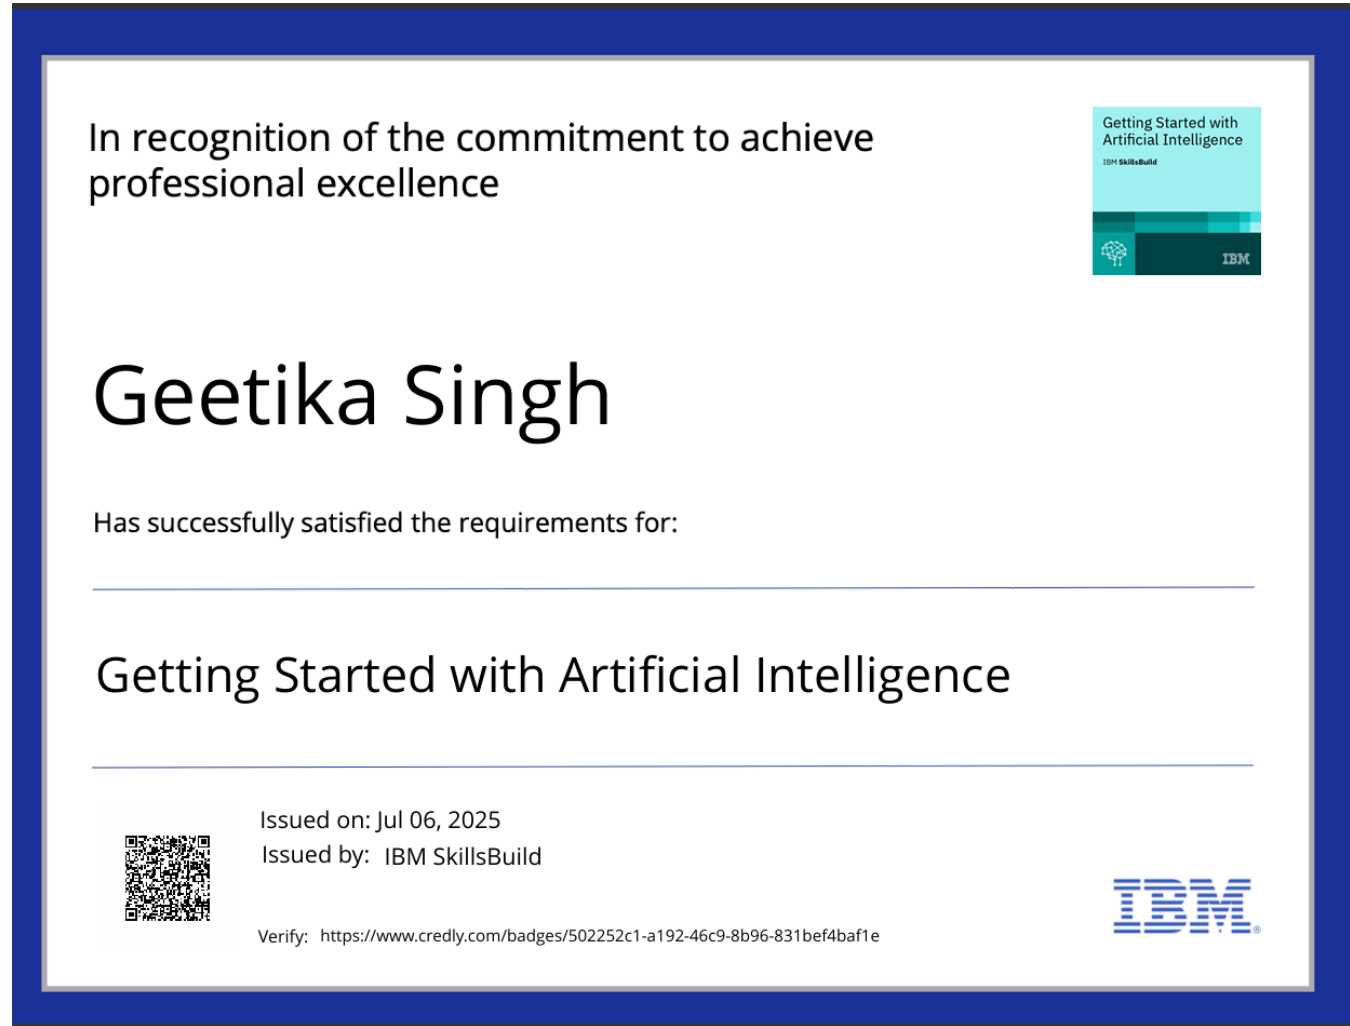 In recognition of the commitment to achieve
professional excellence
Getting Started with
Artificial Intelligence
IBM SkillsBuild
IBM
Geetika Singh
Has successfully satisfied the requirements for:
Getting Started with Artificial Intelligence
Issued on: Jul 06, 2025
Issued by: IBM SkillsBuild
Verify: https://www.credly.com/badges/502252c1-a192-46c9-8b96-831bef4baf1e
IBM®